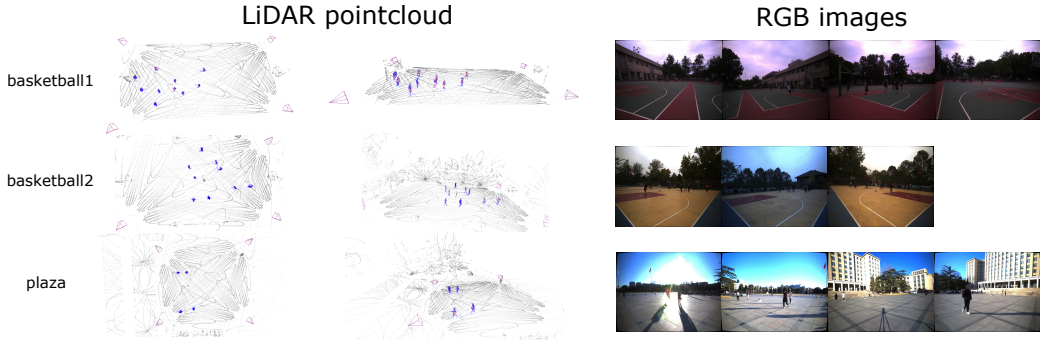 LiDAR pointcloud
RGB images
basketball1
basketball2
plaza